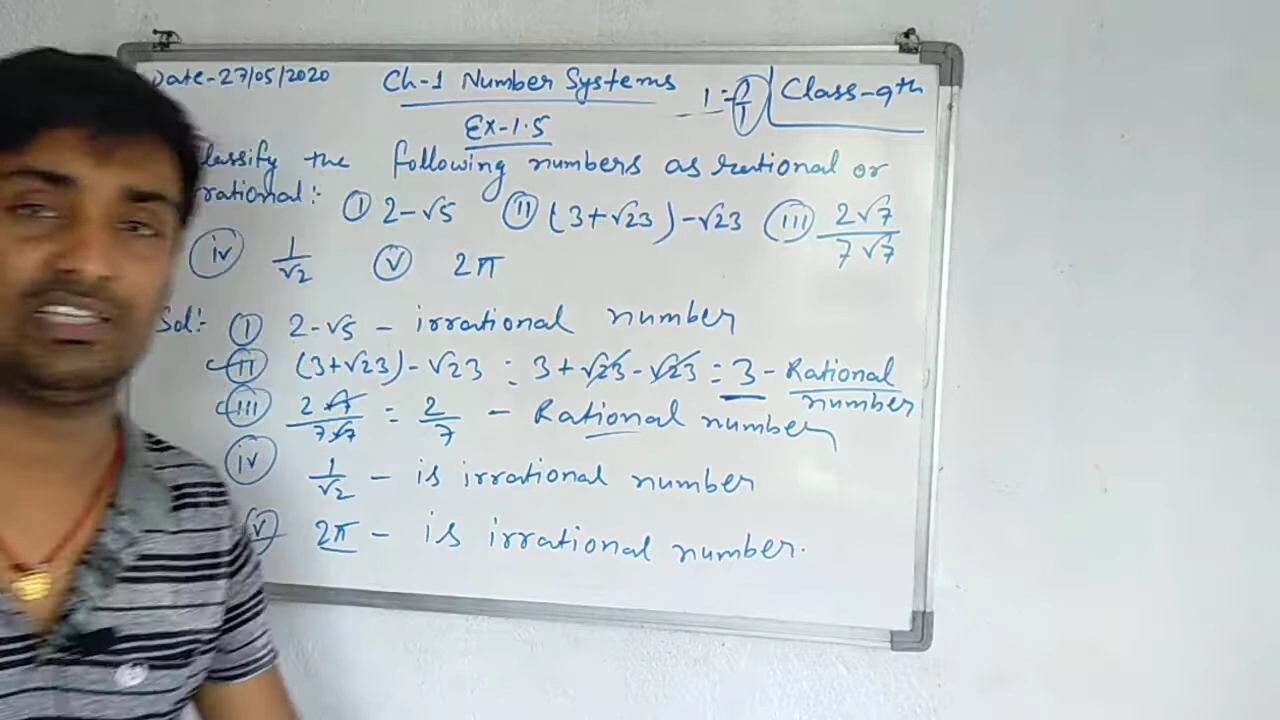 Date-27/05/2020 Ch-1 Number Systems 1 = 0/1 Class-9th
Ex-1.5
lassify the following numbers as rational or
rrational:- (i) 2-√5 (ii) (3+√23)-√23 (iii) 2√7/7√7
(iv) 1/√2 (v) 2π
Sol:- (i) 2-√5 - irrational number
(ii) (3+√23)-√23 = 3+√23-√23 = 3 - Rational number
(iii) 2√7/7√7 = 2/7 - Rational number
(iv) 1/√2 - is irrational number
(v) 2π - is irrational number.